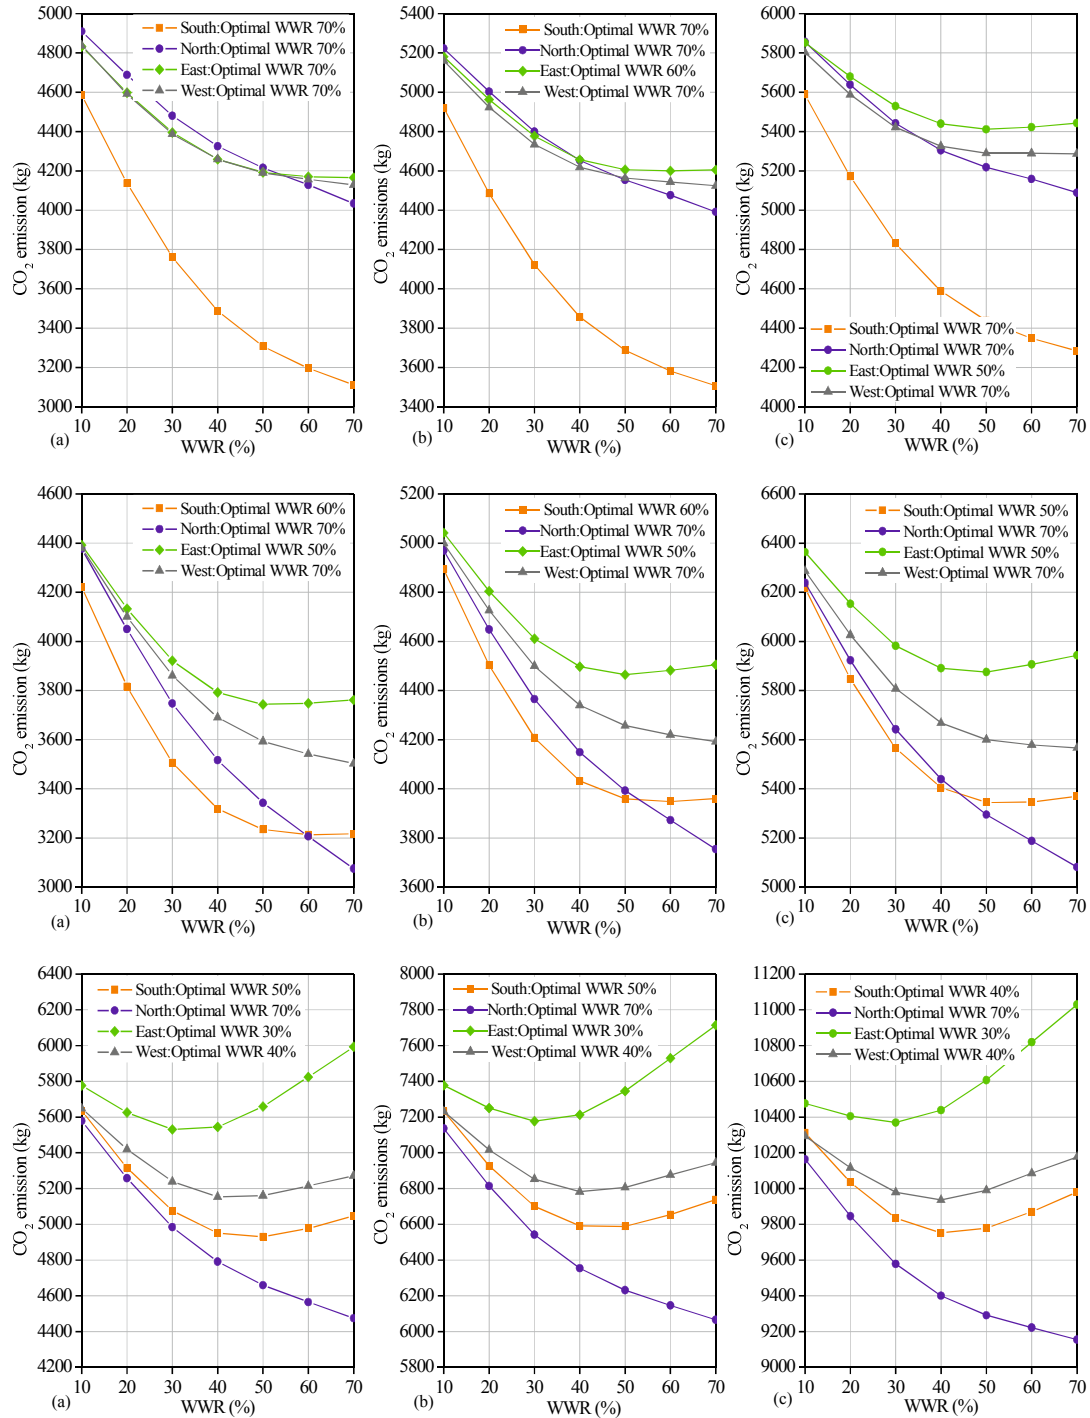 5000
4800
4600
4400
4200
4000
3800
3600
3400
3200
3000
CO2 emission (kg)
South:Optimal WWR 70%
North:Optimal WWR 70%
East:Optimal WWR 70%
West:Optimal WWR 70%
10 20 30 40 50 60 70
(a)
WWR (%)
5400
5200
5000
4800
4600
4400
4200
4000
3800
3600
3400
CO2 emissions (kg)
South:Optimal WWR 70%
North:Optimal WWR 70%
East:Optimal WWR 60%
West:Optimal WWR 70%
10 20 30 40 50 60 70
(b)
WWR (%)
6000
5800
5600
5400
5200
5000
4800
4600
4400
4200
4000
CO2 emission (kg)
South:Optimal WWR 70%
North:Optimal WWR 70%
East:Optimal WWR 50%
West:Optimal WWR 70%
10 20 30 40 50 60 70
(c)
WWR (%)
4600
4400
4200
4000
3800
3600
3400
3200
3000
CO2 emission (kg)
South:Optimal WWR 60%
North:Optimal WWR 70%
East:Optimal WWR 50%
West:Optimal WWR 70%
10 20 30 40 50 60 70
(a)
WWR (%)
5200
5000
4800
4600
4400
4200
4000
3800
3600
CO2 emissions (kg)
South:Optimal WWR 60%
North:Optimal WWR 70%
East:Optimal WWR 50%
West:Optimal WWR 70%
10 20 30 40 50 60 70
(b)
WWR (%)
6600
6400
6200
6000
5800
5600
5400
5200
5000
CO2 emission (kg)
South:Optimal WWR 50%
North:Optimal WWR 70%
East:Optimal WWR 50%
West:Optimal WWR 70%
10 20 30 40 50 60 70
(c)
WWR (%)
6400
6200
6000
5800
5600
5400
5200
5000
4800
4600
4400
4200
CO2 emission (kg)
South:Optimal WWR 50%
North:Optimal WWR 70%
East:Optimal WWR 30%
West:Optimal WWR 40%
10 20 30 40 50 60 70
(a)
WWR (%)
8000
7800
7600
7400
7200
7000
6800
6600
6400
6200
6000
5800
CO2 emissions (kg)
South:Optimal WWR 50%
North:Optimal WWR 70%
East:Optimal WWR 30%
West:Optimal WWR 40%
10 20 30 40 50 60 70
(b)
WWR (%)
11200
11000
10800
10600
10400
10200
10000
9800
9600
9400
9200
9000
CO2 emission (kg)
South:Optimal WWR 40%
North:Optimal WWR 70%
East:Optimal WWR 30%
West:Optimal WWR 40%
10 20 30 40 50 60 70
(c)
WWR (%)